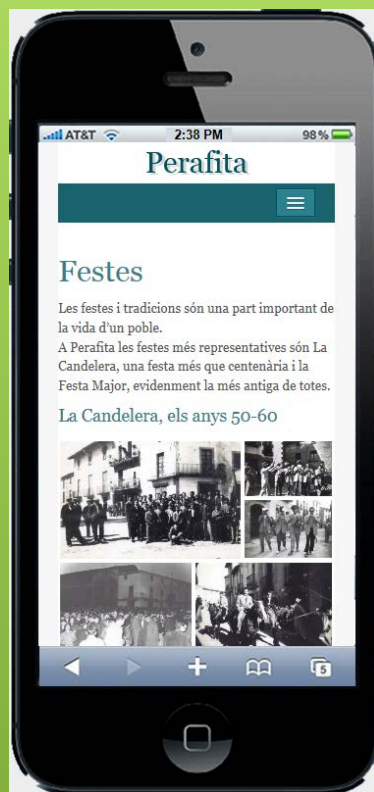 AT&T 2:38 PM 98%
Perafita
Festes
Les festes i tradicions són una part important de
la vida d'un poble.
A Perafita les festes més representatives són La
Candelera, una festa més que centenària i la
Festa Major, evidenment la més antiga de totes.
La Candelera, els anys 50-60
5